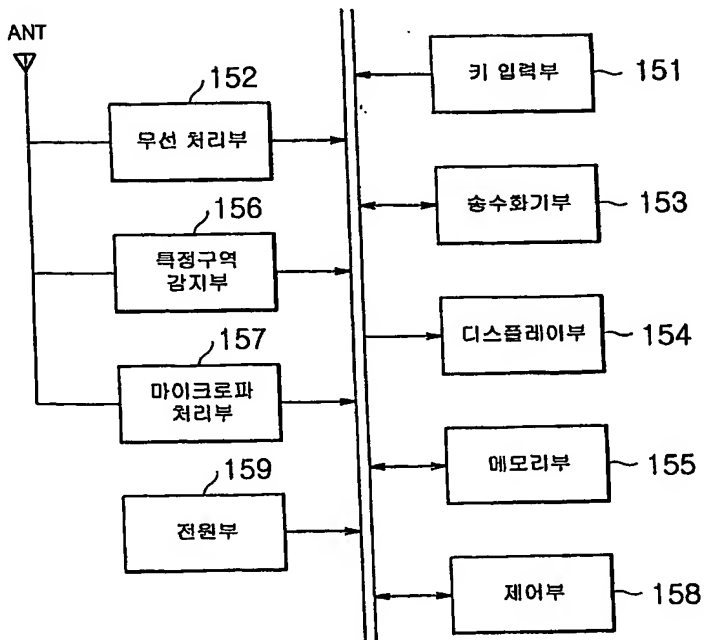 ANT
152
무선 처리부
156
특정구역
감지부
157
마이크로파
처리부
159
전원부
키 입력부
151
송수화기부
153
디스플레이부
154
메모리부
155
제어부
158